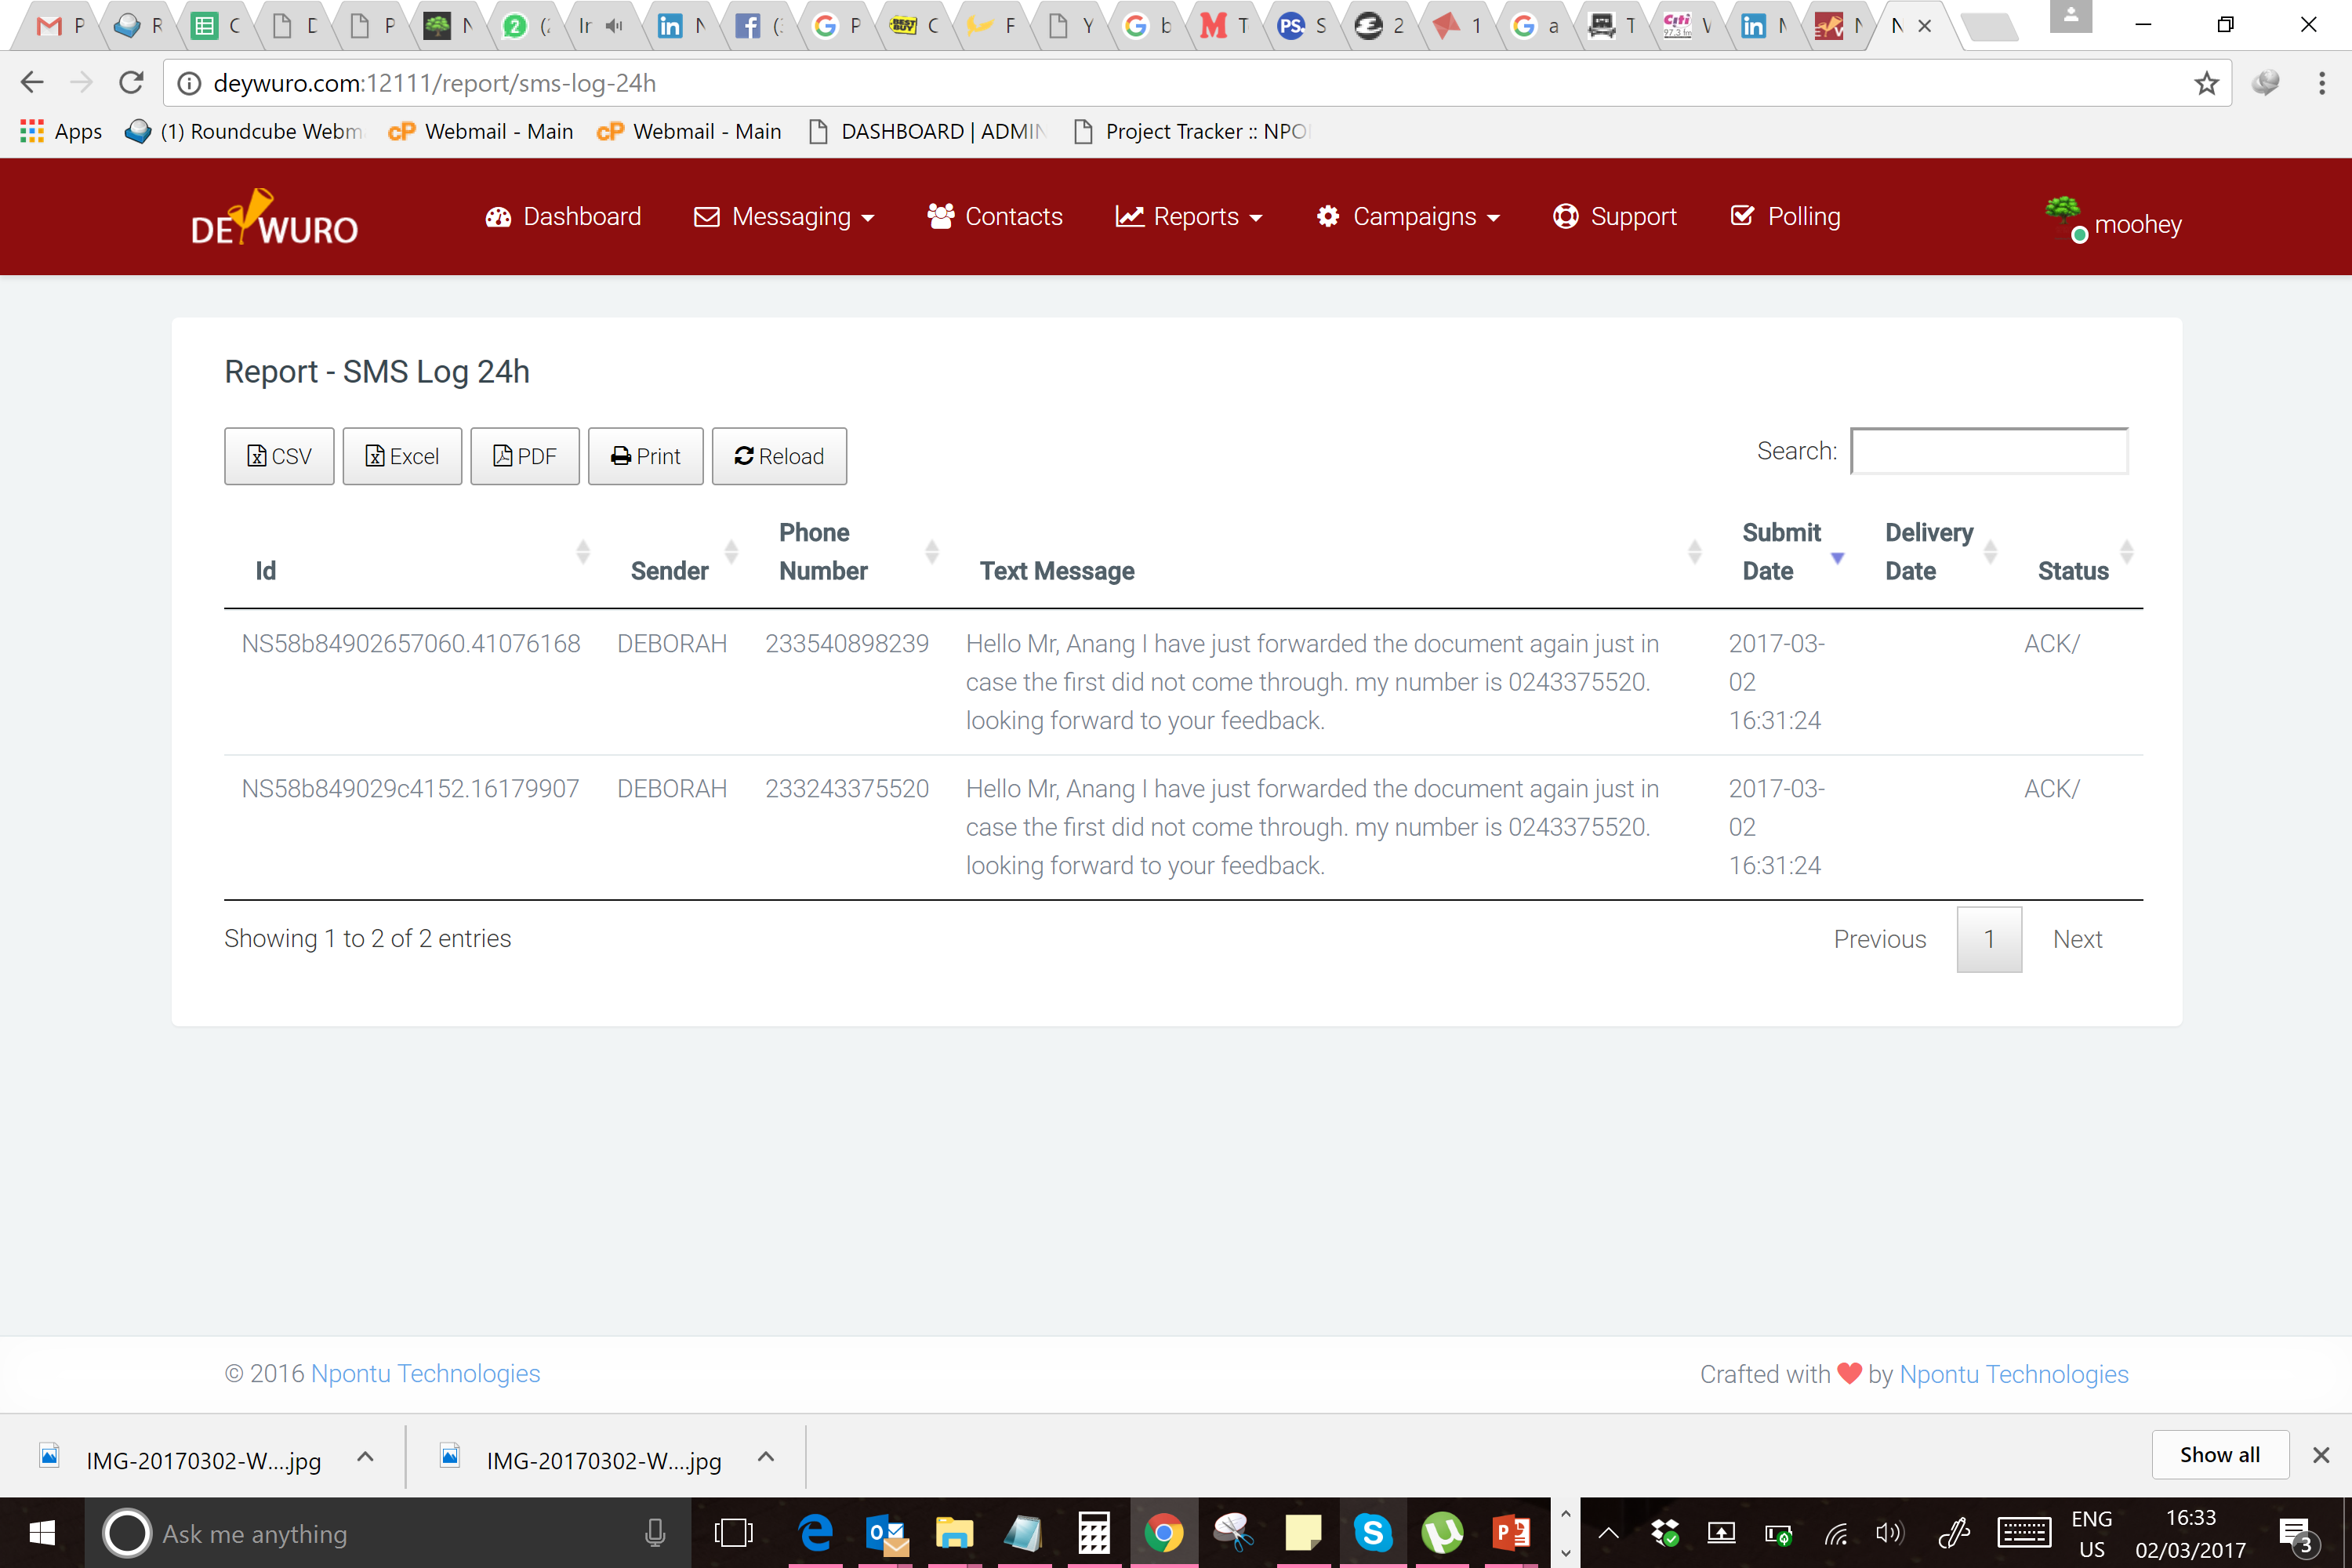 P R C D P N (2 In N (3 P C F Y b T S 2 1 a T V N N N
deywuro.com:12111/report/sms-log-24h
Apps (1) Roundcube Webm cP Webmail - Main cP Webmail - Main DASHBOARD | ADMIN Project Tracker :: NPO
DEYWURO Dashboard Messaging Contacts Reports Campaigns Support Polling moohey
Report - SMS Log 24h
CSV Excel PDF Print Reload Search:
Id Sender Phone Number Text Message Submit Date Delivery Date Status
NS58b84902657060.41076168 DEBORAH 233540898239 Hello Mr, Anang I have just forwarded the document again just in 2017-03- ACK/
case the first did not come through. my number is 0243375520. 02
looking forward to your feedback. 16:31:24
NS58b849029c4152.16179907 DEBORAH 233243375520 Hello Mr, Anang I have just forwarded the document again just in 2017-03- ACK/
case the first did not come through. my number is 0243375520. 02
looking forward to your feedback. 16:31:24
Showing 1 to 2 of 2 entries Previous 1 Next
© 2016 Npontu Technologies Crafted with ❤ by Npontu Technologies
IMG-20170302-W....jpg IMG-20170302-W....jpg Show all
Ask me anything ENG 16:33
US 02/03/2017 3